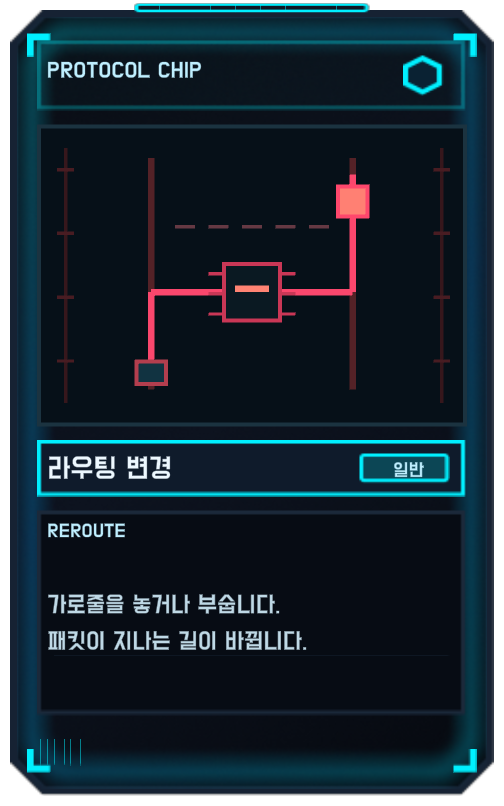 PROTOCOL CHIP
라우팅 변경
일반
REROUTE
가로줄을 놓거나 부숩니다.
패킷이 지나는 길이 바뀝니다.